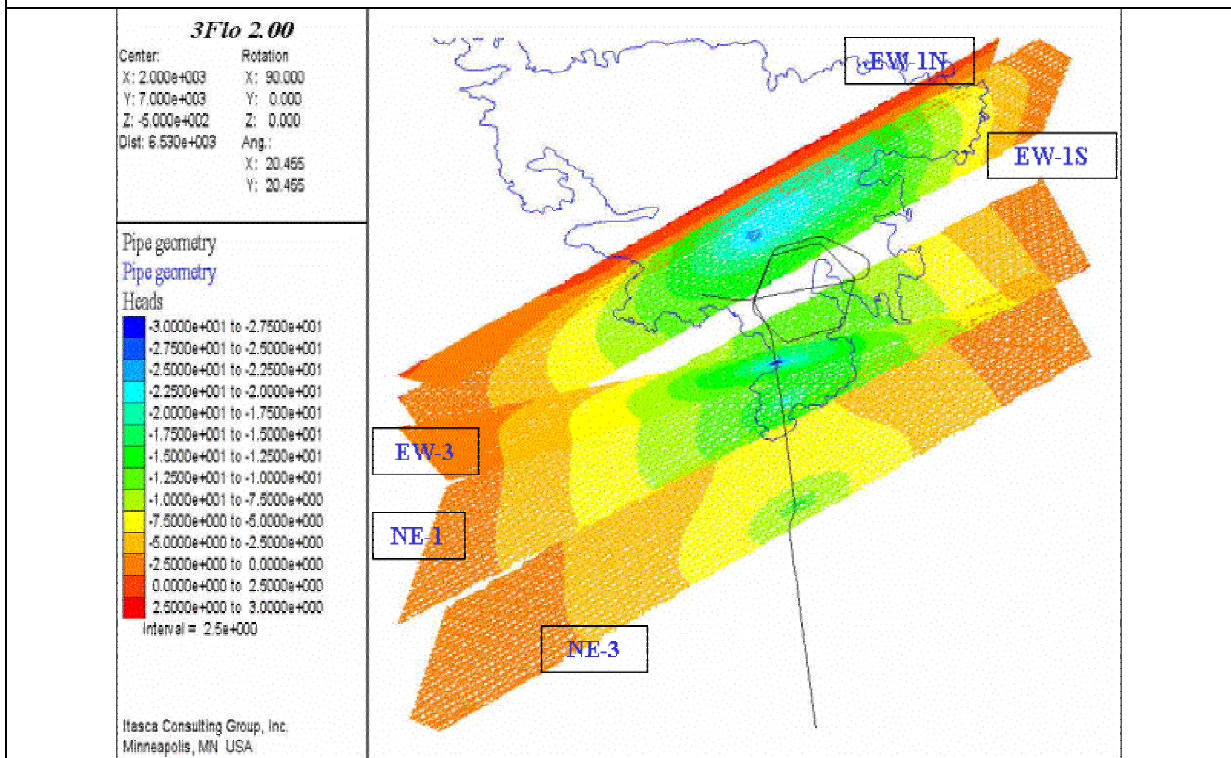 3Flo 2.00
Center:
X: 2.000e+003
Y: 7.000e+003
Z: -5.000e+002
Dist: 6.530e+003
Rotation
X: 90.000
Y: 0.000
Z: 0.000
Ang.:
X: 20.455
Y: 20.455
Pipe geometry
Pipe geometry
Heads
-3.0000e+001 to -2.7500e+001
-2.7500e+001 to -2.5000e+001
-2.5000e+001 to -2.2500e+001
-2.2500e+001 to -2.0000e+001
-2.0000e+001 to -1.7500e+001
-1.7500e+001 to -1.5000e+001
-1.5000e+001 to -1.2500e+001
-1.2500e+001 to -1.0000e+001
-1.0000e+001 to -7.5000e+000
-7.5000e+000 to -5.0000e+000
-5.0000e+000 to -2.5000e+000
-2.5000e+000 to 0.0000e+000
0.0000e+000 to 2.5000e+000
2.5000e+000 to 3.0000e+000
interval = 2.5e+000
Itasca Consulting Group, Inc.
Minneapolis, MN USA
EW-1N
EW-1S
EW-3
NE-1
NE-3